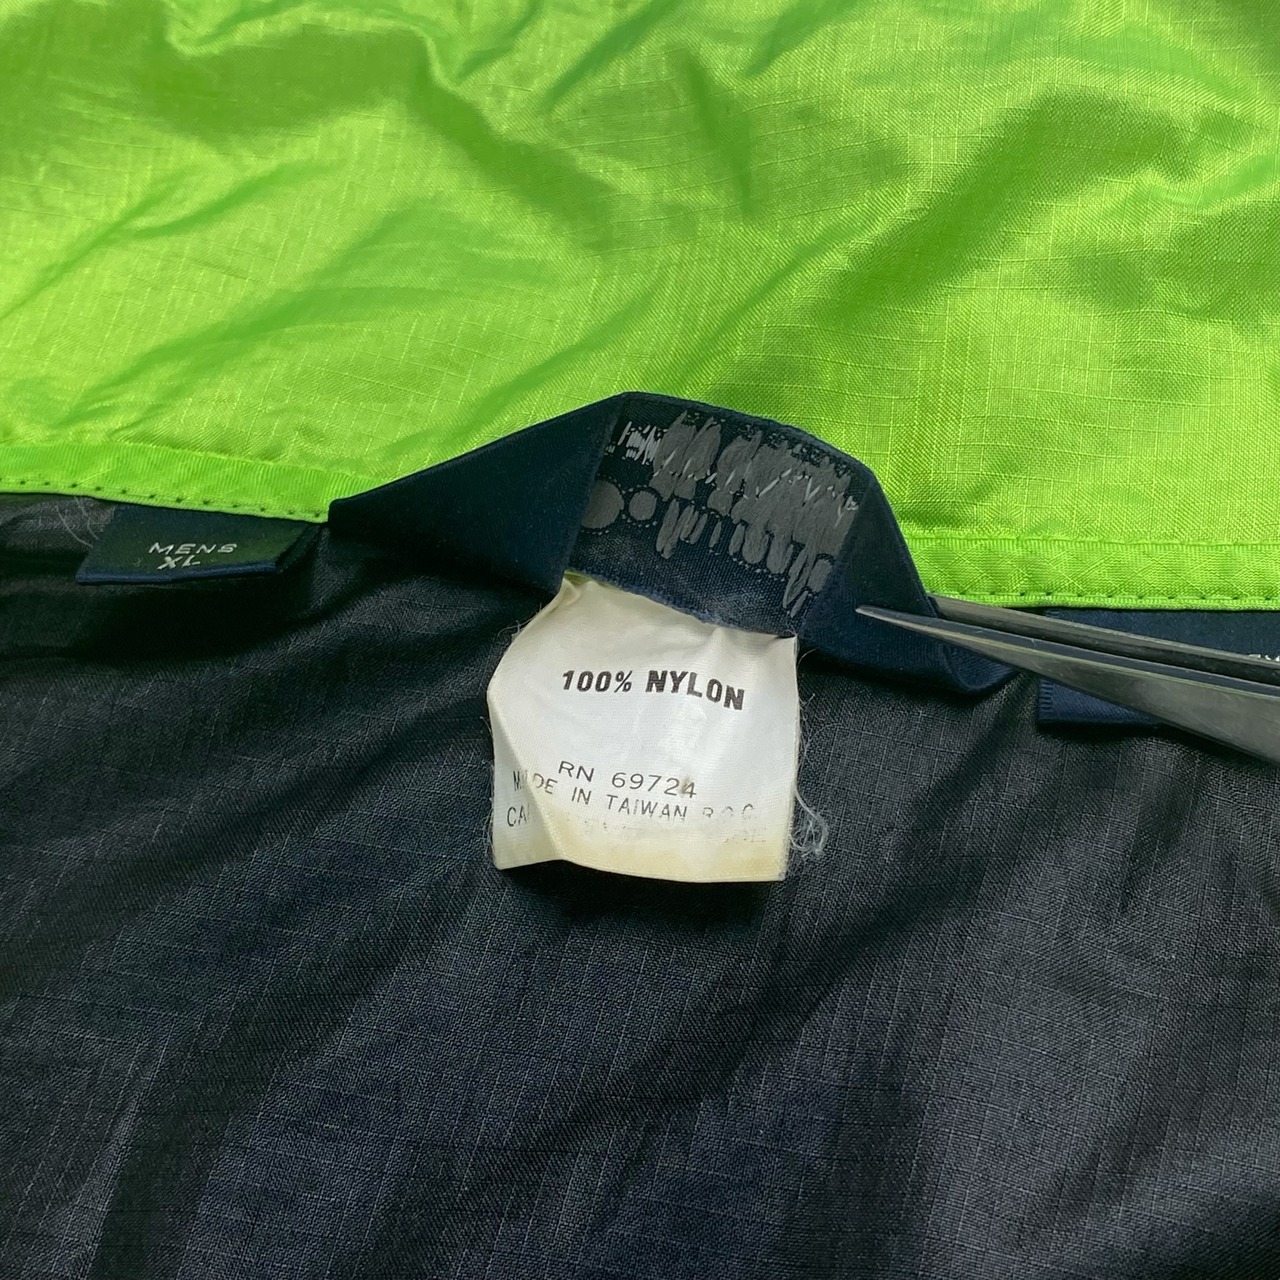 MENS
XL
100% NYLON
RN 69724
MADE IN TAIWAN R.O.C.